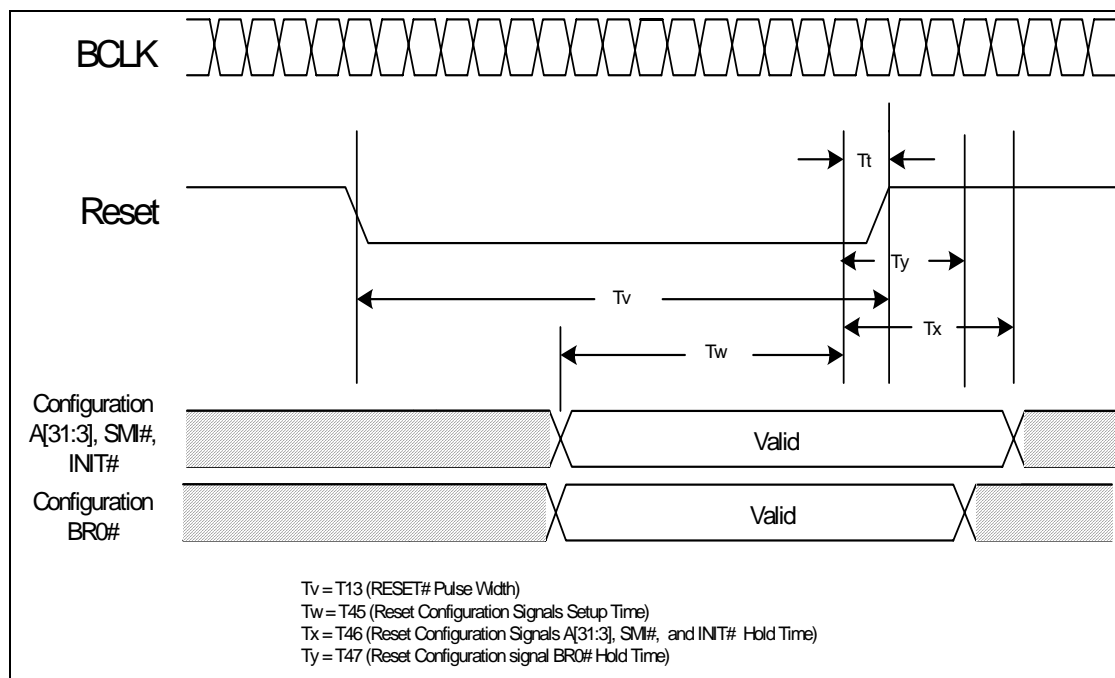 BCLK
Tt
Reset
Ty
Tv
Tx
Tw
Configuration
A[31:3], SMI#,
INIT#
Valid
Configuration
BR0#
Valid
Tv = T13 (RESET# Pulse Width)
Tw = T45 (Reset Configuration Signals Setup Time)
Tx = T46 (Reset Configuration Signals A[31:3], SMI#, and INIT# Hold Time)
Ty = T47 (Reset Configuration signal BR0# Hold Time)